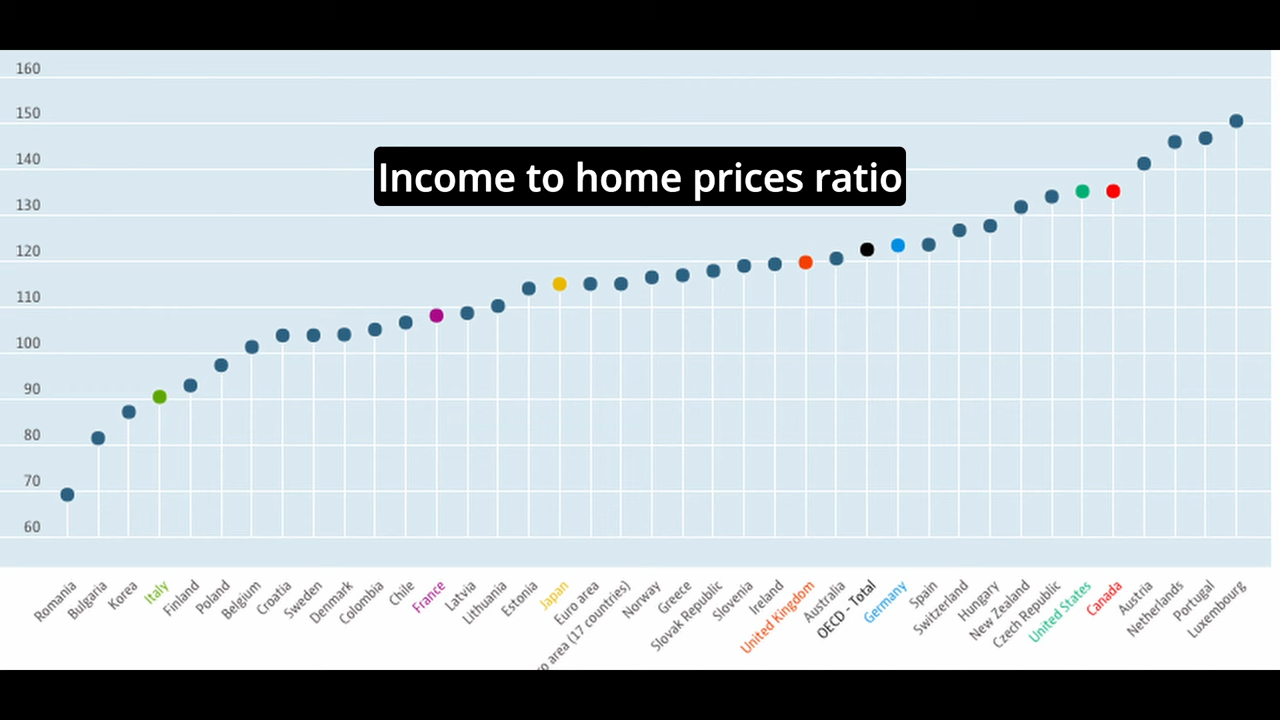 160
150
Income to home prices ratio
140
130
120
110
100
90
80
70
60
Romania
Bulgaria
Korea
Italy
Finland
Poland
Belgium
Croatia
Sweden
Denmark
Colombia
Chile
France
Latvia
Lithuania
Estonia
Japan
Euro area
ro area (17 countries)
Norway
Greece
Slovak Republic
Slovenia
Ireland
United Kingdom
Australia
OECD - Total
Germany
Spain
Switzerland
Hungary
New Zealand
Czech Republic
United States
Canada
Austria
Netherlands
Portugal
Luxembourg